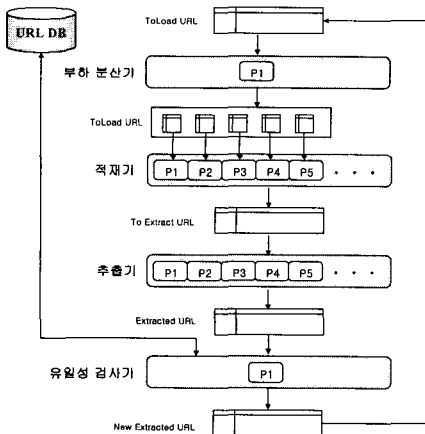 ToLoad URL
URL DB
부하 분산기
P1
ToLoad URL
적재기
P1 P2 P3 P4 P5 · · ·
To Extract URL
추출기
P1 P2 P3 P4 P5 · · ·
Extracted URL
유일성 검사기
P1
New Extracted URL